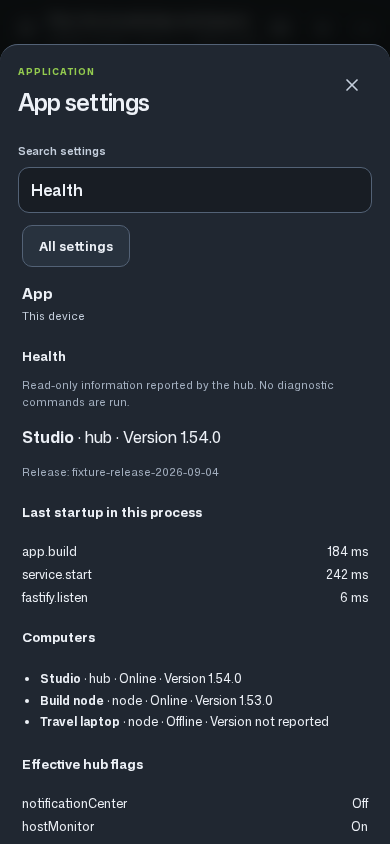 APPLICATION
App settings
Search settings
Health
All settings
App
This device
Health
Read-only information reported by the hub. No diagnostic
commands are run.
Studio · hub · Version 1.54.0
Release: fixture-release-2026-09-04
Last startup in this process
app.build 184 ms
service.start 242 ms
fastify.listen 6 ms
Computers
• Studio · hub · Online · Version 1.54.0
• Build node · node · Online · Version 1.53.0
• Travel laptop · node · Offline · Version not reported
Effective hub flags
notificationCenter Off
hostMonitor On